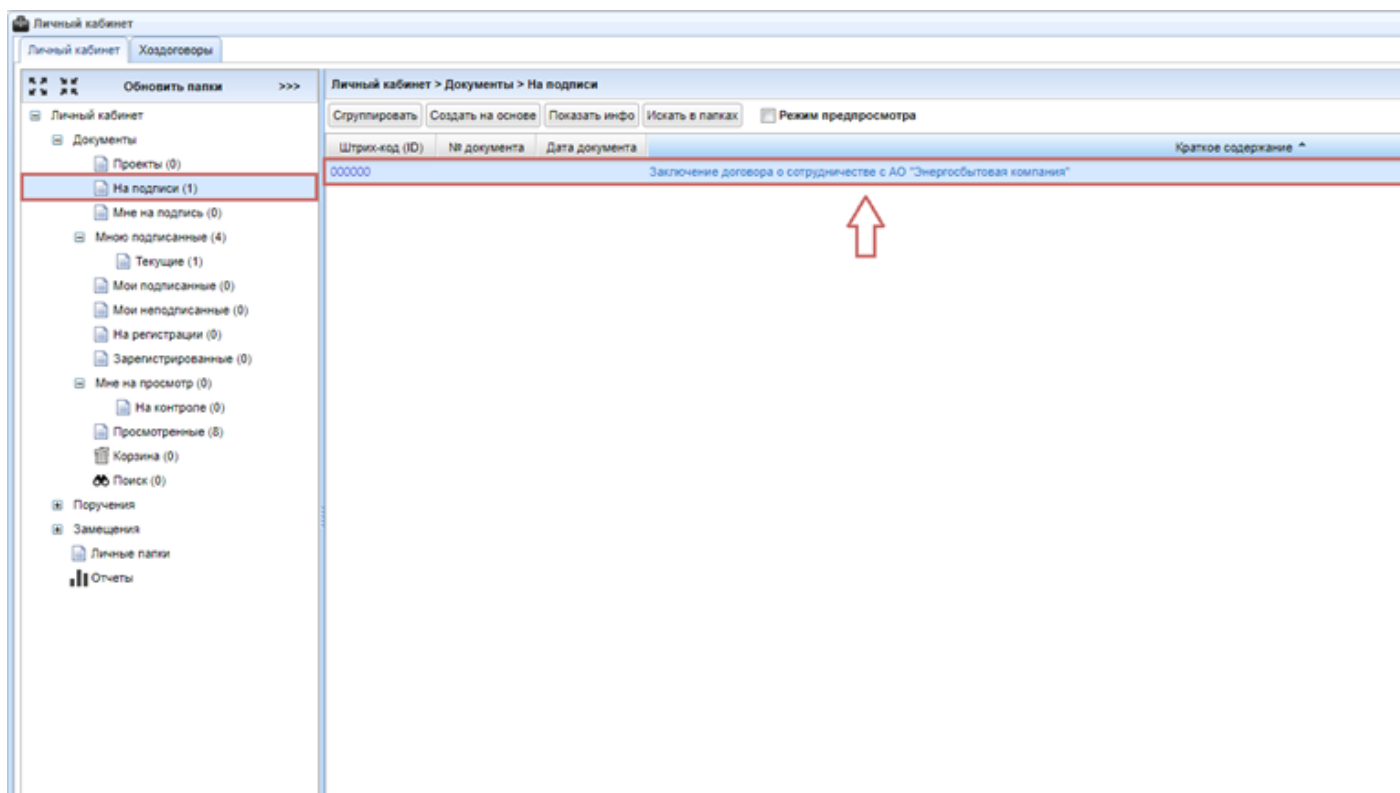 Личный кабинет
Личный кабинет Хоздоговоры
Обновить папки >>>
Личный кабинет
Документы
Проекты (0)
На подписи (1)
Мне на подпись (0)
Мною подписанные (4)
Текущие (1)
Мои подписанные (0)
Мои неподписанные (0)
На регистрации (0)
Зарегистрированные (0)
Мне на просмотр (0)
На контроле (0)
Просмотренные (8)
Корзина (0)
Поиск (0)
Поручения
Замещения
Личные папки
Отчеты
Личный кабинет > Документы > На подписи
Сгруппировать Создать на основе Показать инфо Искать в папках Режим предпросмотра
Штрих-код (ID) № документа Дата документа Краткое содержание
000000 Заключение договора о сотрудничестве с АО "Энергосбытовая компания"